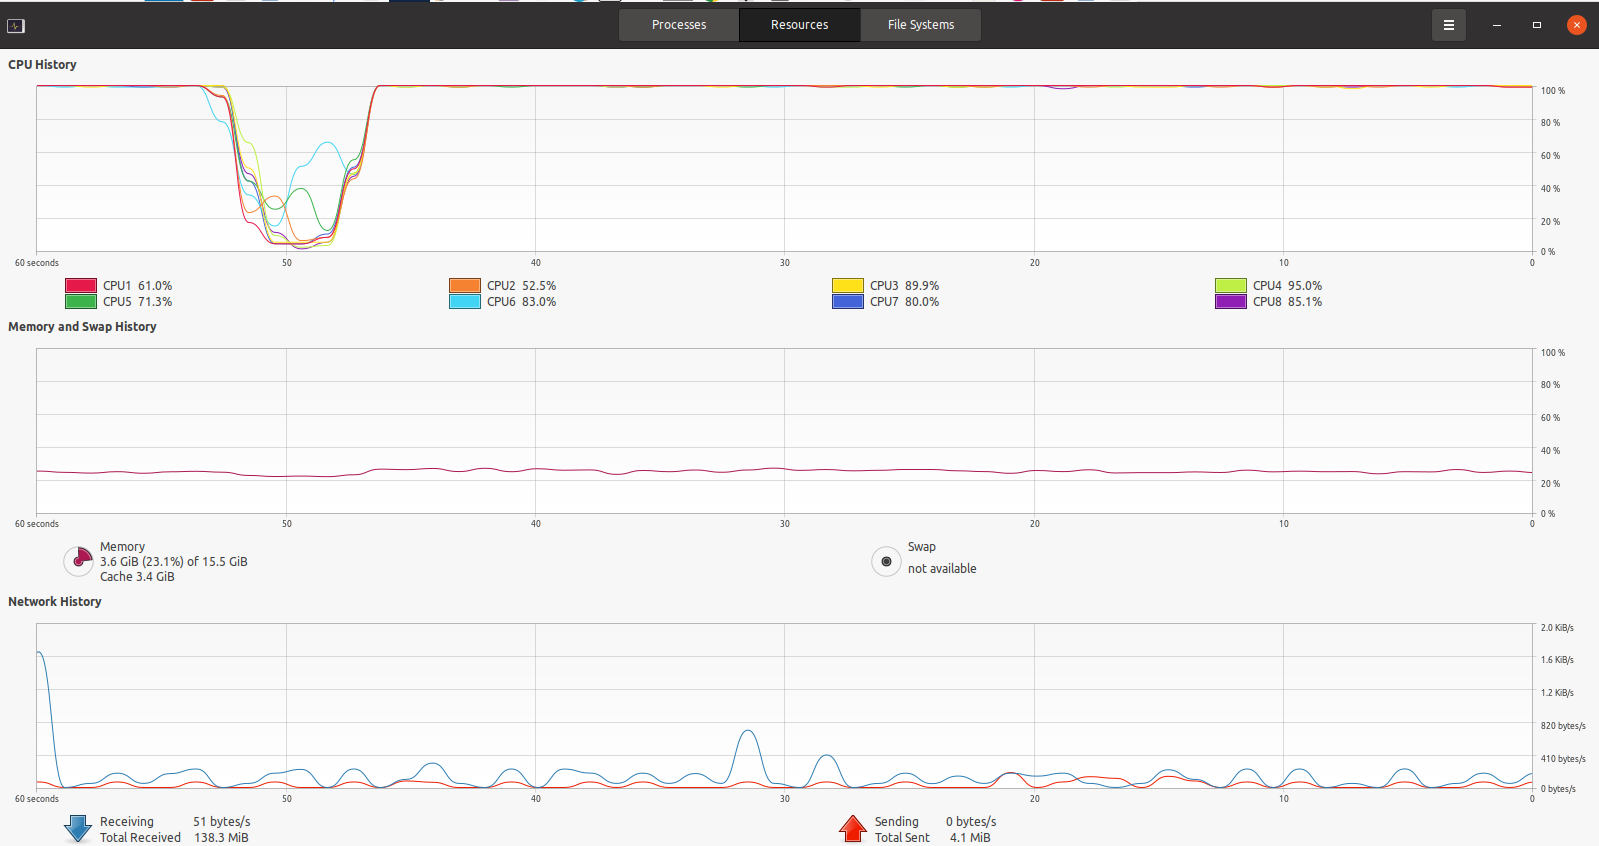 Processes Resources File Systems
CPU History
100 %
80 %
60 %
40 %
20 %
0 %
60 seconds 50 40 30 20 10 0
CPU1 61.0% CPU2 52.5% CPU3 89.9% CPU4 95.0%
CPU5 71.3% CPU6 83.0% CPU7 80.0% CPU8 85.1%
Memory and Swap History
100 %
80 %
60 %
40 %
20 %
0 %
60 seconds 50 40 30 20 10 0
Memory
3.6 GiB (23.1%) of 15.5 GiB
Cache 3.4 GiB
Swap
not available
Network History
2.0 KiB/s
1.6 KiB/s
1.2 KiB/s
820 bytes/s
410 bytes/s
0 bytes/s
60 seconds 50 40 30 20 10 0
Receiving 51 bytes/s
Total Received 138.3 MiB
Sending 0 bytes/s
Total Sent 4.1 MiB